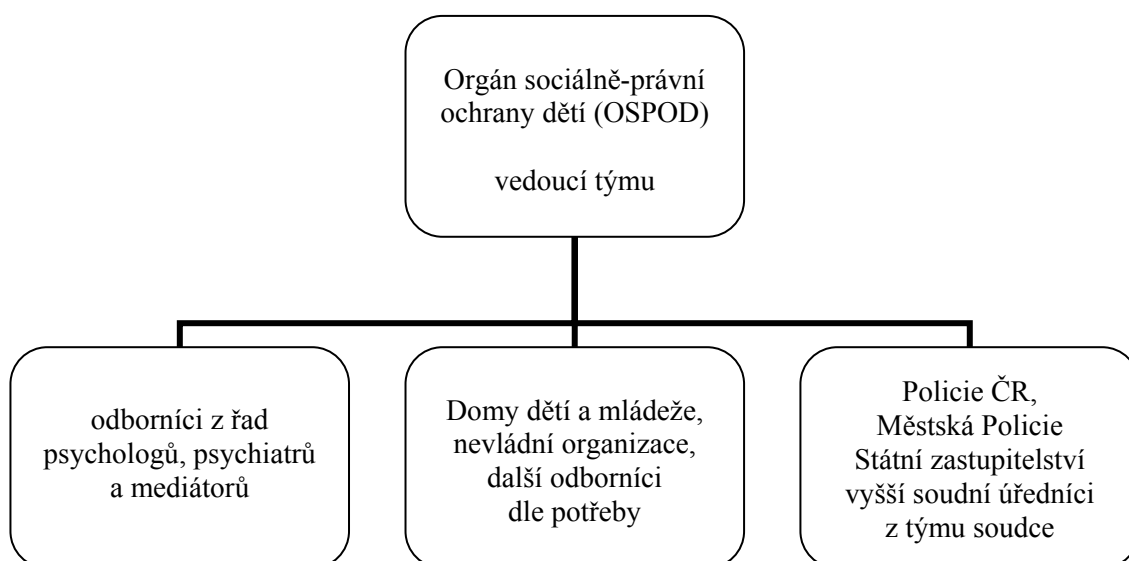 Orgán sociálně-právní
ochrany dětí (OSPOD)
vedoucí týmu
odborníci z řad
psychologů, psychiatrů
a mediátorů
Domy dětí a mládeže,
nevládní organizace,
další odborníci
dle potřeby
Policie ČR,
Městská Policie
Státní zastupitelství
vyšší soudní úředníci
z týmu soudce